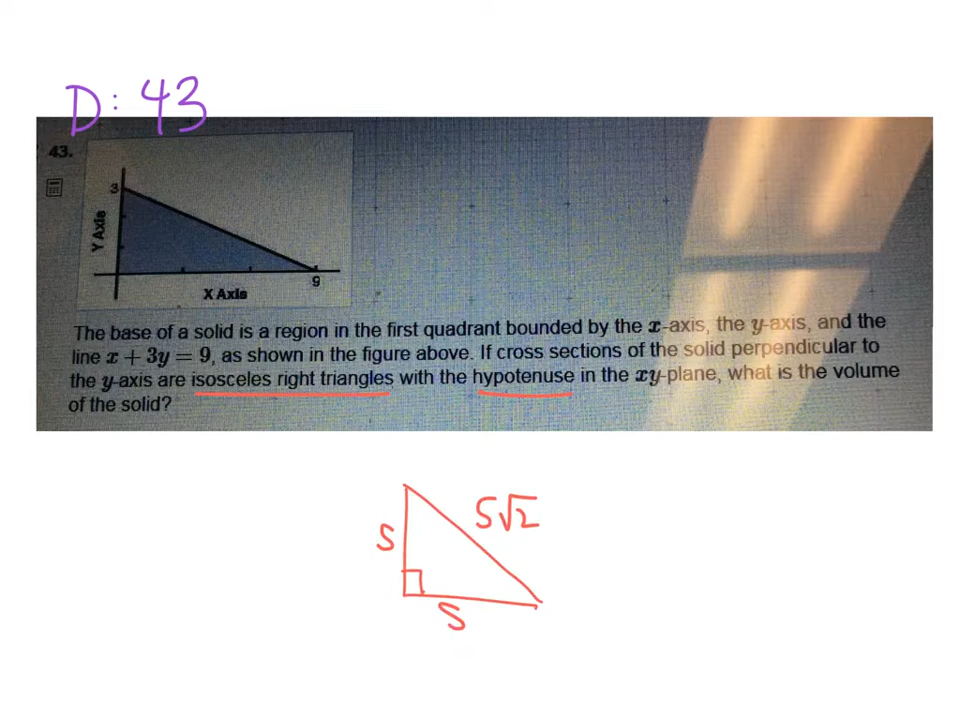 D: 43
43.
3
Y Axis
9
X Axis
The base of a solid is a region in the first quadrant bounded by the x-axis, the y-axis, and the
line x + 3y = 9, as shown in the figure above. If cross sections of the solid perpendicular to
the y-axis are isosceles right triangles with the hypotenuse in the xy-plane, what is the volume
of the solid?
S
S√2
S